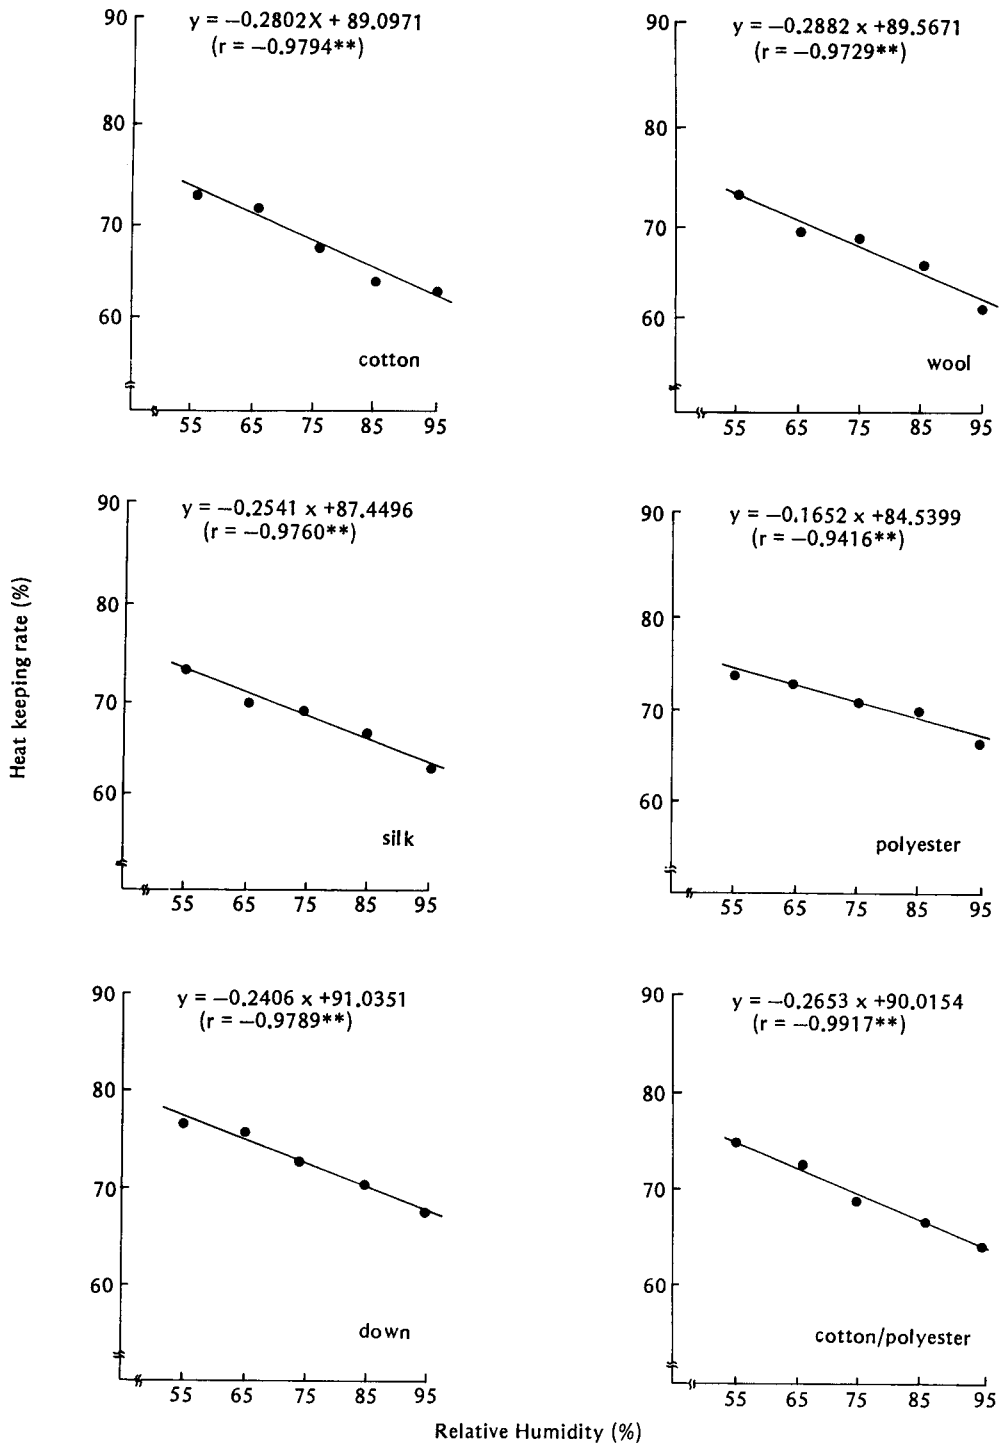 y = −0.2802X + 89.0971
(r = −0.9794**)
90
80
70
60
cotton
55 65 75 85 95
y = −0.2882 x +89.5671
(r = −0.9729**)
90
80
70
60
wool
55 65 75 85 95
Heat keeping rate (%)
y = −0.2541 x +87.4496
(r = −0.9760**)
90
80
70
60
silk
55 65 75 85 95
y = −0.1652 x +84.5399
(r = −0.9416**)
90
80
70
60
polyester
55 65 75 85 95
y = −0.2406 x +91.0351
(r = −0.9789**)
90
80
70
60
down
55 65 75 85 95
y = −0.2653 x +90.0154
(r = −0.9917**)
90
80
70
60
cotton/polyester
55 65 75 85 95
Relative Humidity (%)